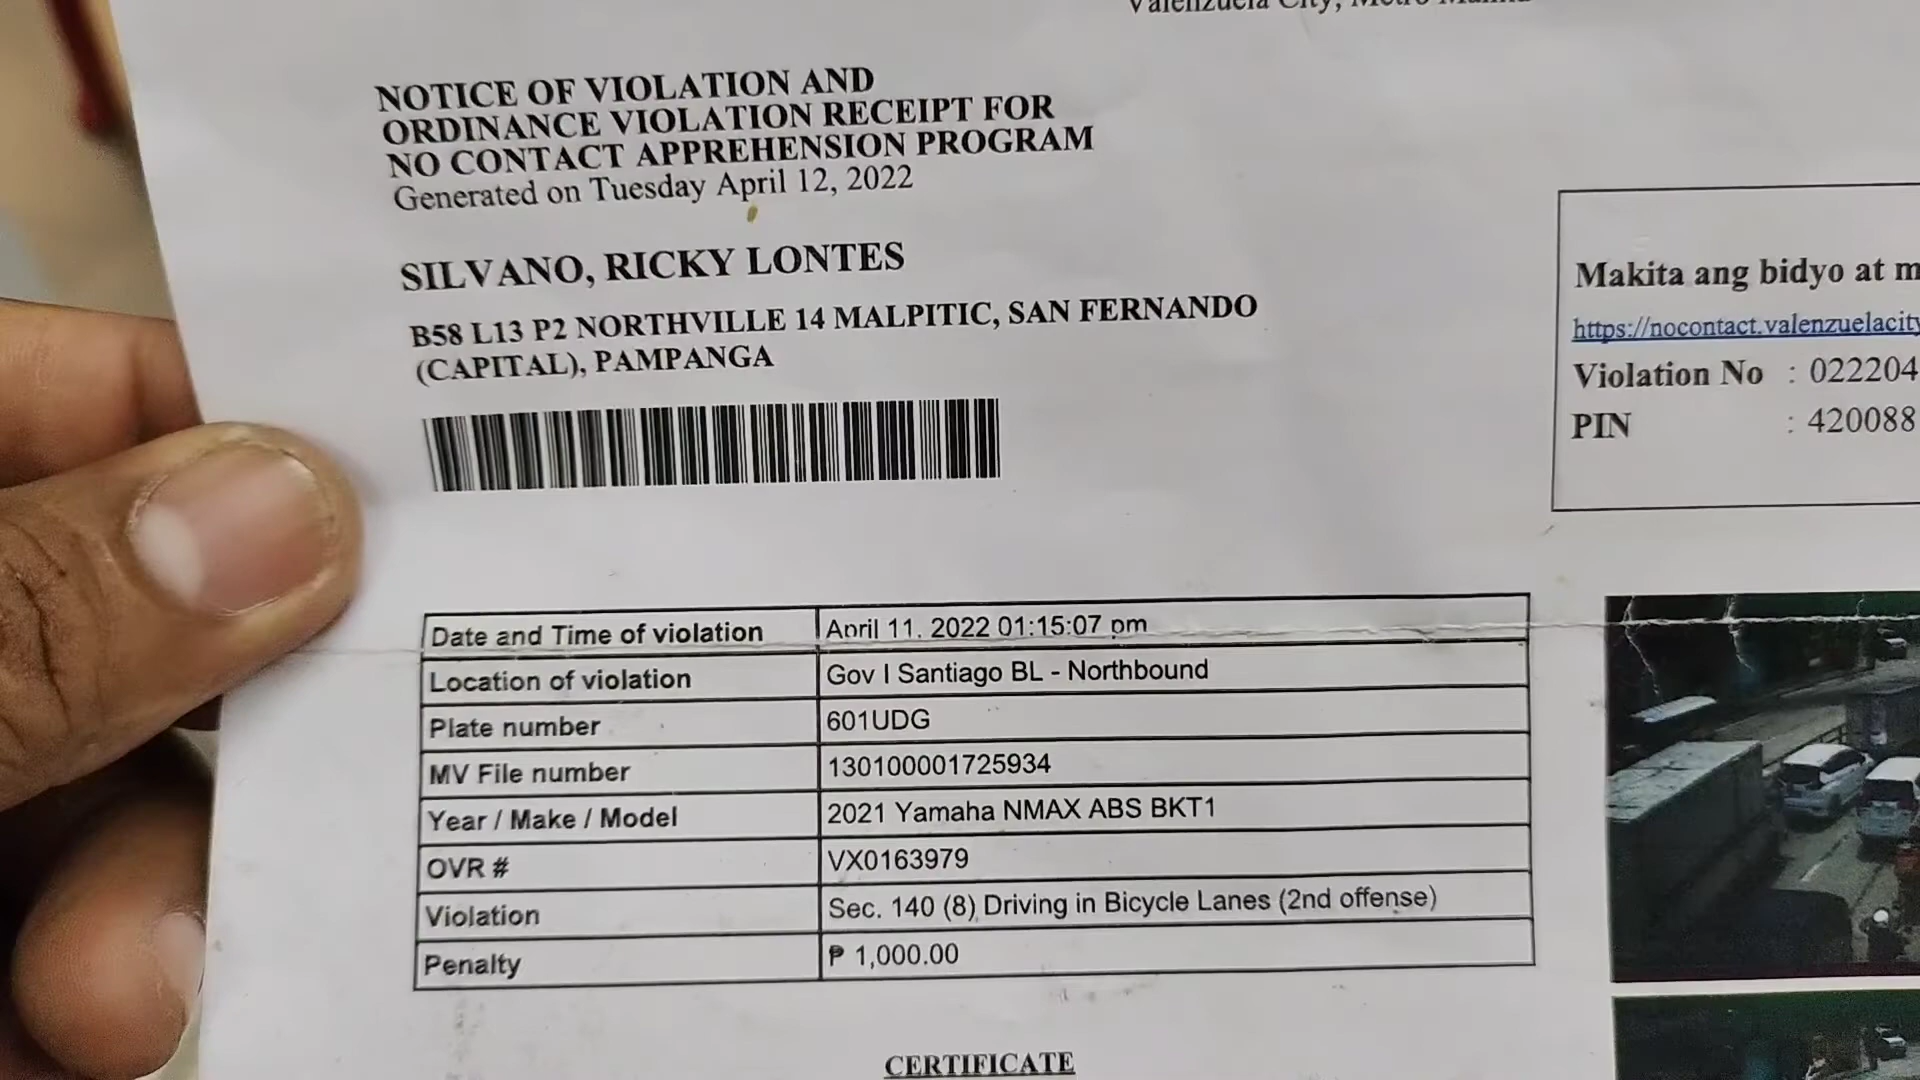 Valenzuela City, Metro Manila
NOTICE OF VIOLATION AND
ORDINANCE VIOLATION RECEIPT FOR
NO CONTACT APPREHENSION PROGRAM
Generated on Tuesday April 12, 2022
SILVANO, RICKY LONTES
B58 L13 P2 NORTHVILLE 14 MALPITIC, SAN FERNANDO
(CAPITAL), PAMPANGA
Makita ang bidyo at m
https://nocontact.valenzuelacity
Violation No : 022204
PIN : 420088
Date and Time of violation April 11, 2022 01:15:07 pm
Location of violation Gov I Santiago BL - Northbound
Plate number 601UDG
MV File number 130100001725934
Year / Make / Model 2021 Yamaha NMAX ABS BKT1
OVR # VX0163979
Violation Sec. 140 (8) Driving in Bicycle Lanes (2nd offense)
Penalty ₱ 1,000.00
CERTIFICATE